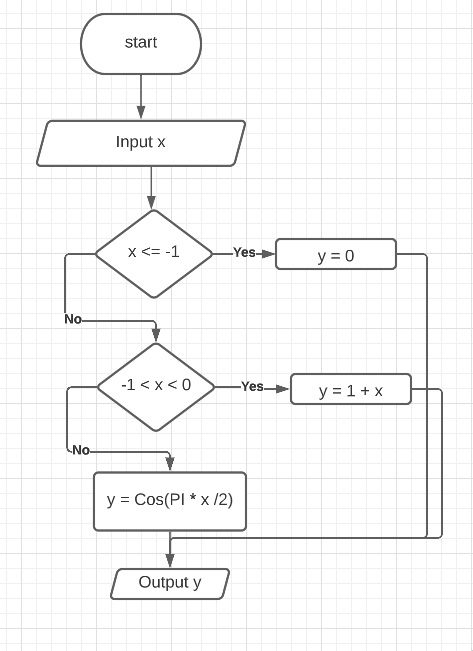 start
Input x
x <= -1
Yes
y = 0
No
-1 < x < 0
Yes
y = 1 + x
No
y = Cos(PI * x /2)
Output y